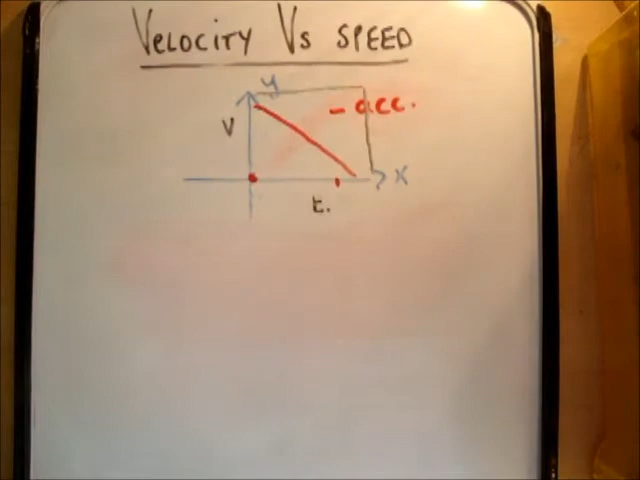 VELOCITY VS SPEED
y
- acc.
V
x
t.